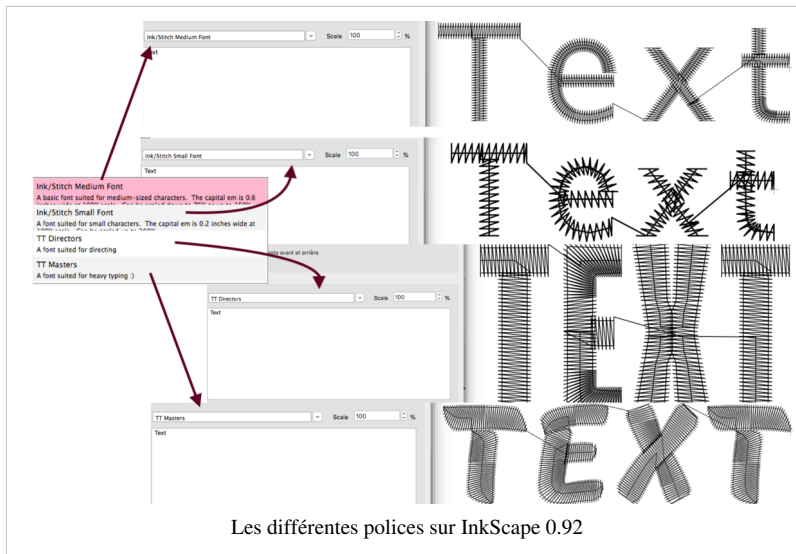 Ink/Stitch Medium Font
Scale 100 %
Text
Text
Ink/Stitch Small Font
Scale 100 %
Text
Text
Ink/Stitch Medium Font
A basic font suited for medium-sized characters. The capital em is 0.6
Ink/Stitch Small Font
A font suited for small characters. The capital em is 0.2 inches wide at
TT Directors
A font suited for directing
TT Masters
A font suited for heavy typing :)
avant et arrière
TT Directors
Scale 100 %
Text
TEXT
TT Masters
Scale 100 %
Text
TEXT
Les différentes polices sur InkScape 0.92